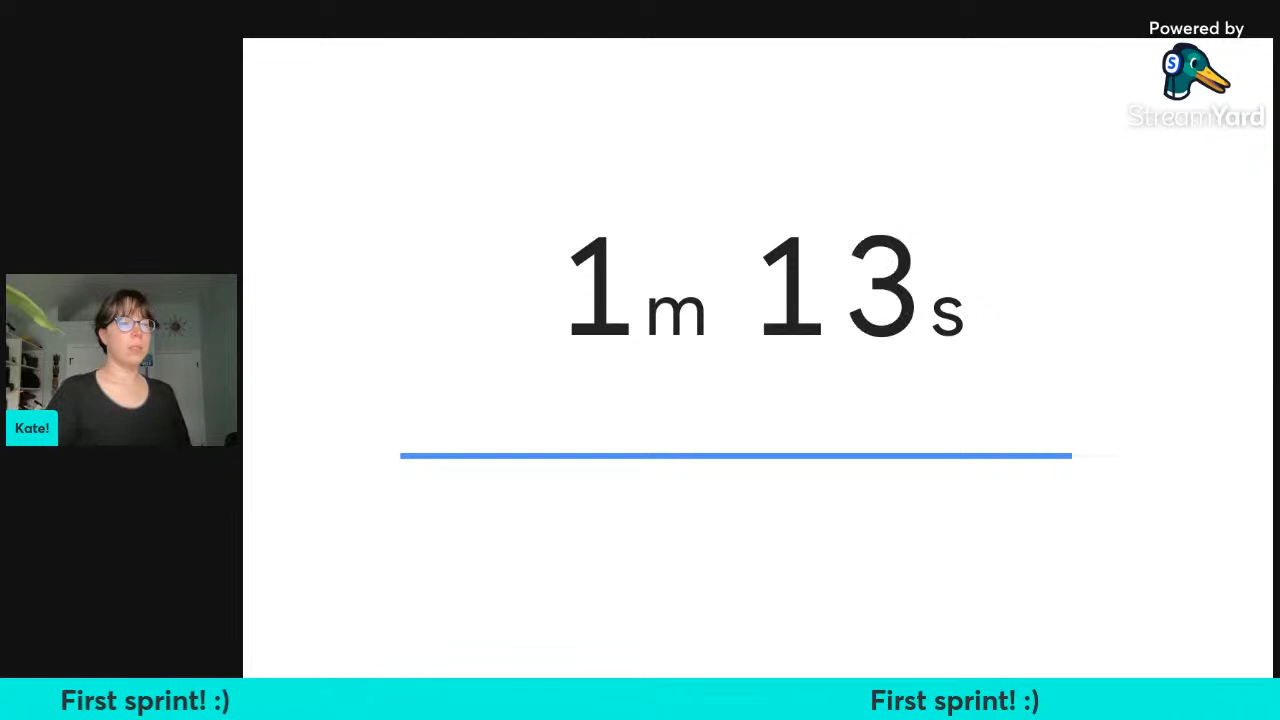 Powered by
S
StreamYard
1m 13s
Kate!
First sprint! :) First sprint! :)